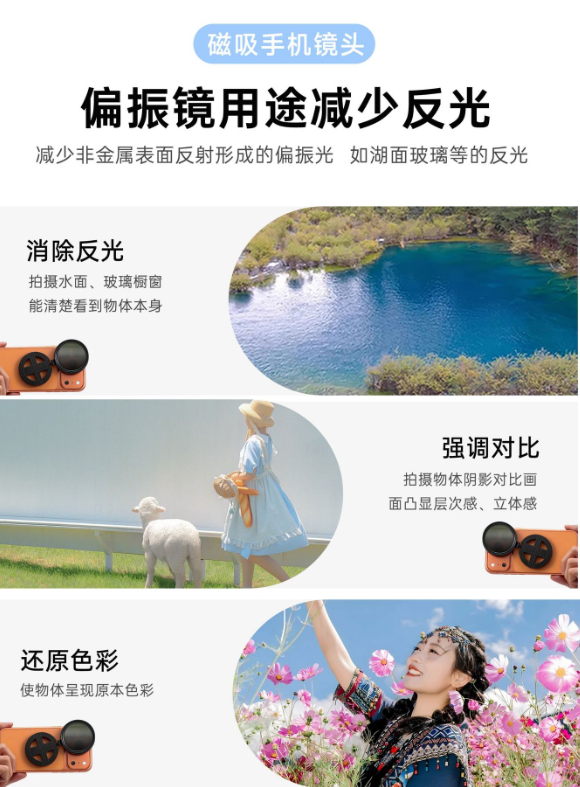 磁吸手机镜头
偏振镜用途减少反光
减少非金属表面反射形成的偏振光 如湖面玻璃等的反光
消除反光
拍摄水面、玻璃橱窗
能清楚看到物体本身
强调对比
拍摄物体阴影对比画
面凸显层次感、立体感
还原色彩
使物体呈现原本色彩